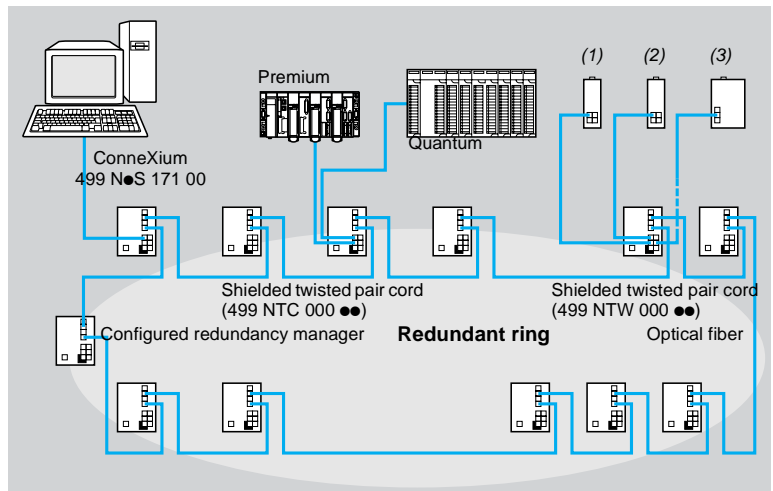 (1)
(2)
(3)
Premium
Quantum
ConneXium
499 N●S 171 00
Shielded twisted pair cord
(499 NTC 000 ●●)
Shielded twisted pair cord
(499 NTW 000 ●●)
Configured redundancy manager
Redundant ring
Optical fiber